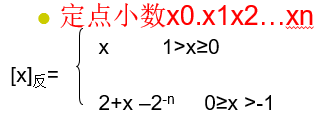 定点小数x0.x1x2…xn
x 1>x≥0
[x]反=
2+x –2-n 0≥x >-1